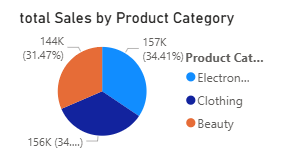 total Sales by Product Category
144K
(31.47%)
157K
(34.41%)
156K (34....)
Product Cat...
Electron...
Clothing
Beauty